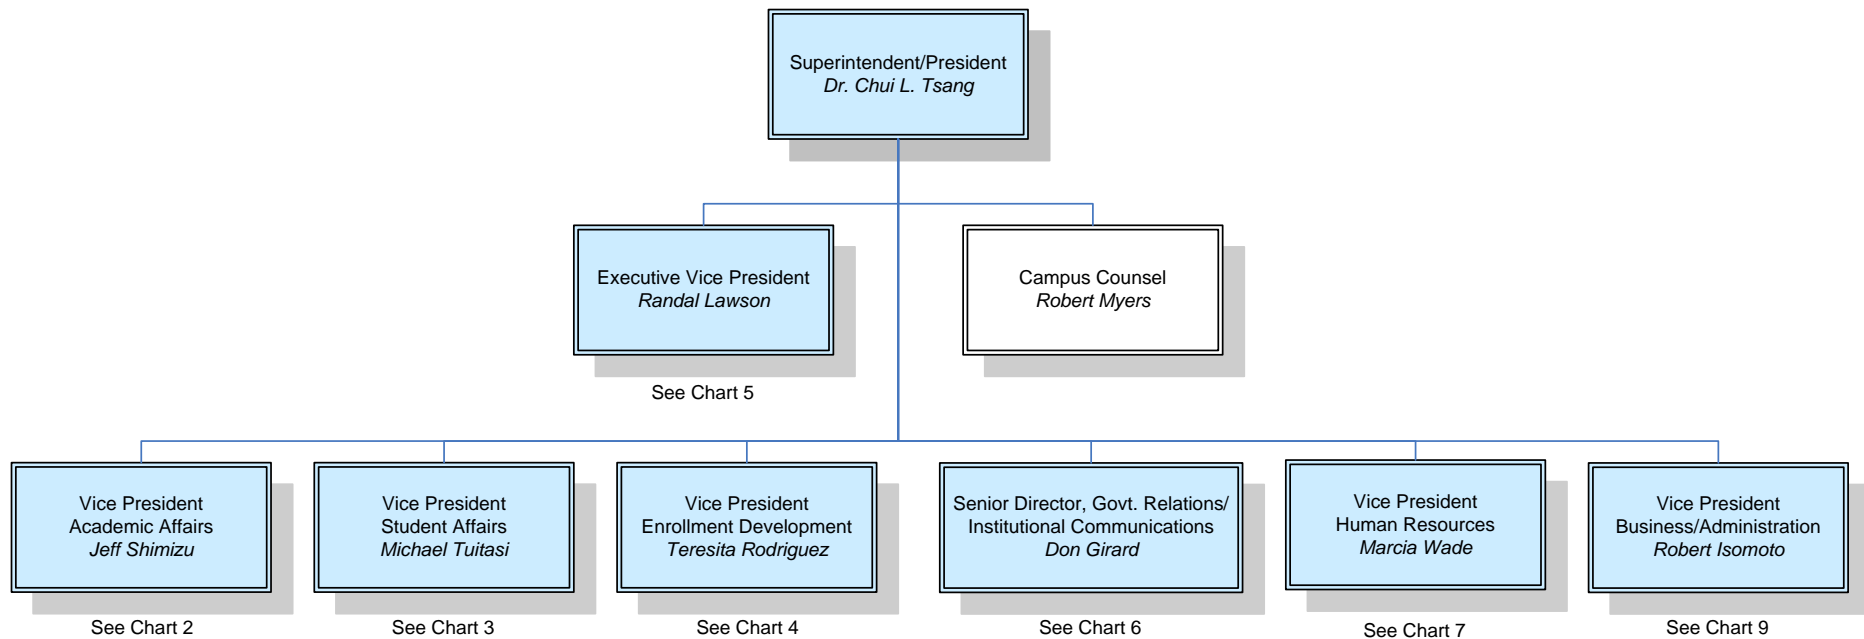 Superintendent/President
Dr. Chui L. Tsang
Executive Vice President
Randal Lawson
See Chart 5
Campus Counsel
Robert Myers
Vice President
Academic Affairs
Jeff Shimizu
See Chart 2
Vice President
Student Affairs
Michael Tuitasi
See Chart 3
Vice President
Enrollment Development
Teresita Rodriguez
See Chart 4
Senior Director, Govt. Relations/
Institutional Communications
Don Girard
See Chart 6
Vice President
Human Resources
Marcia Wade
See Chart 7
Vice President
Business/Administration
Robert Isomoto
See Chart 9